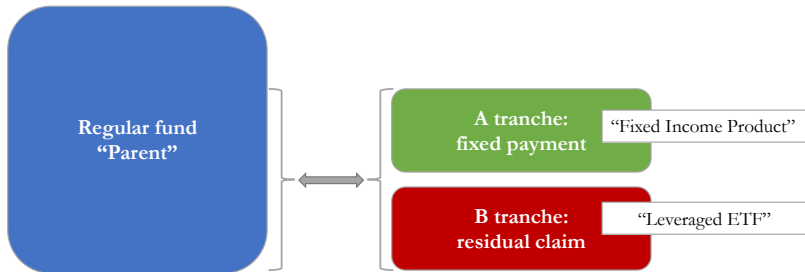 Regular fund
“Parent”
A tranche:
fixed payment
“Fixed Income Product”
B tranche:
residual claim
“Leveraged ETF”